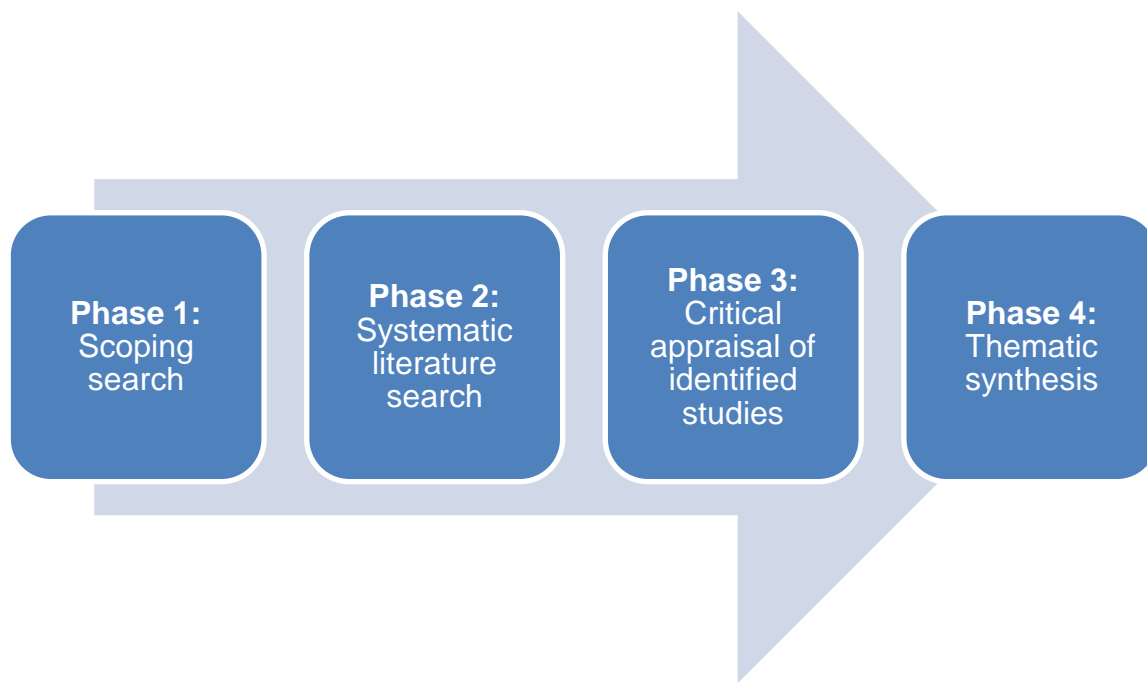 Phase 1:
Scoping
search
Phase 2:
Systematic
literature
search
Phase 3:
Critical
appraisal of
identified
studies
Phase 4:
Thematic
synthesis